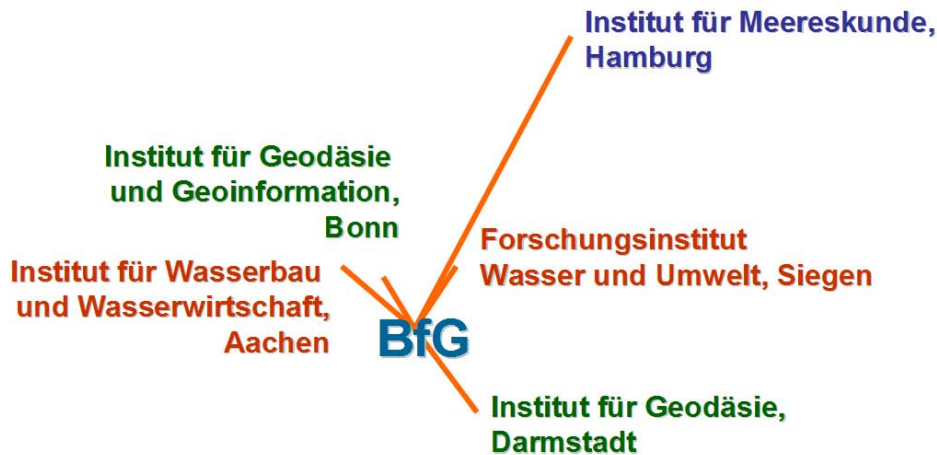 Institut für Meereskunde,
Hamburg
Institut für Geodäsie
und Geoinformation,
Bonn
Forschungsinstitut
Wasser und Umwelt, Siegen
Institut für Wasserbau
und Wasserwirtschaft,
Aachen
BfG
Institut für Geodäsie,
Darmstadt